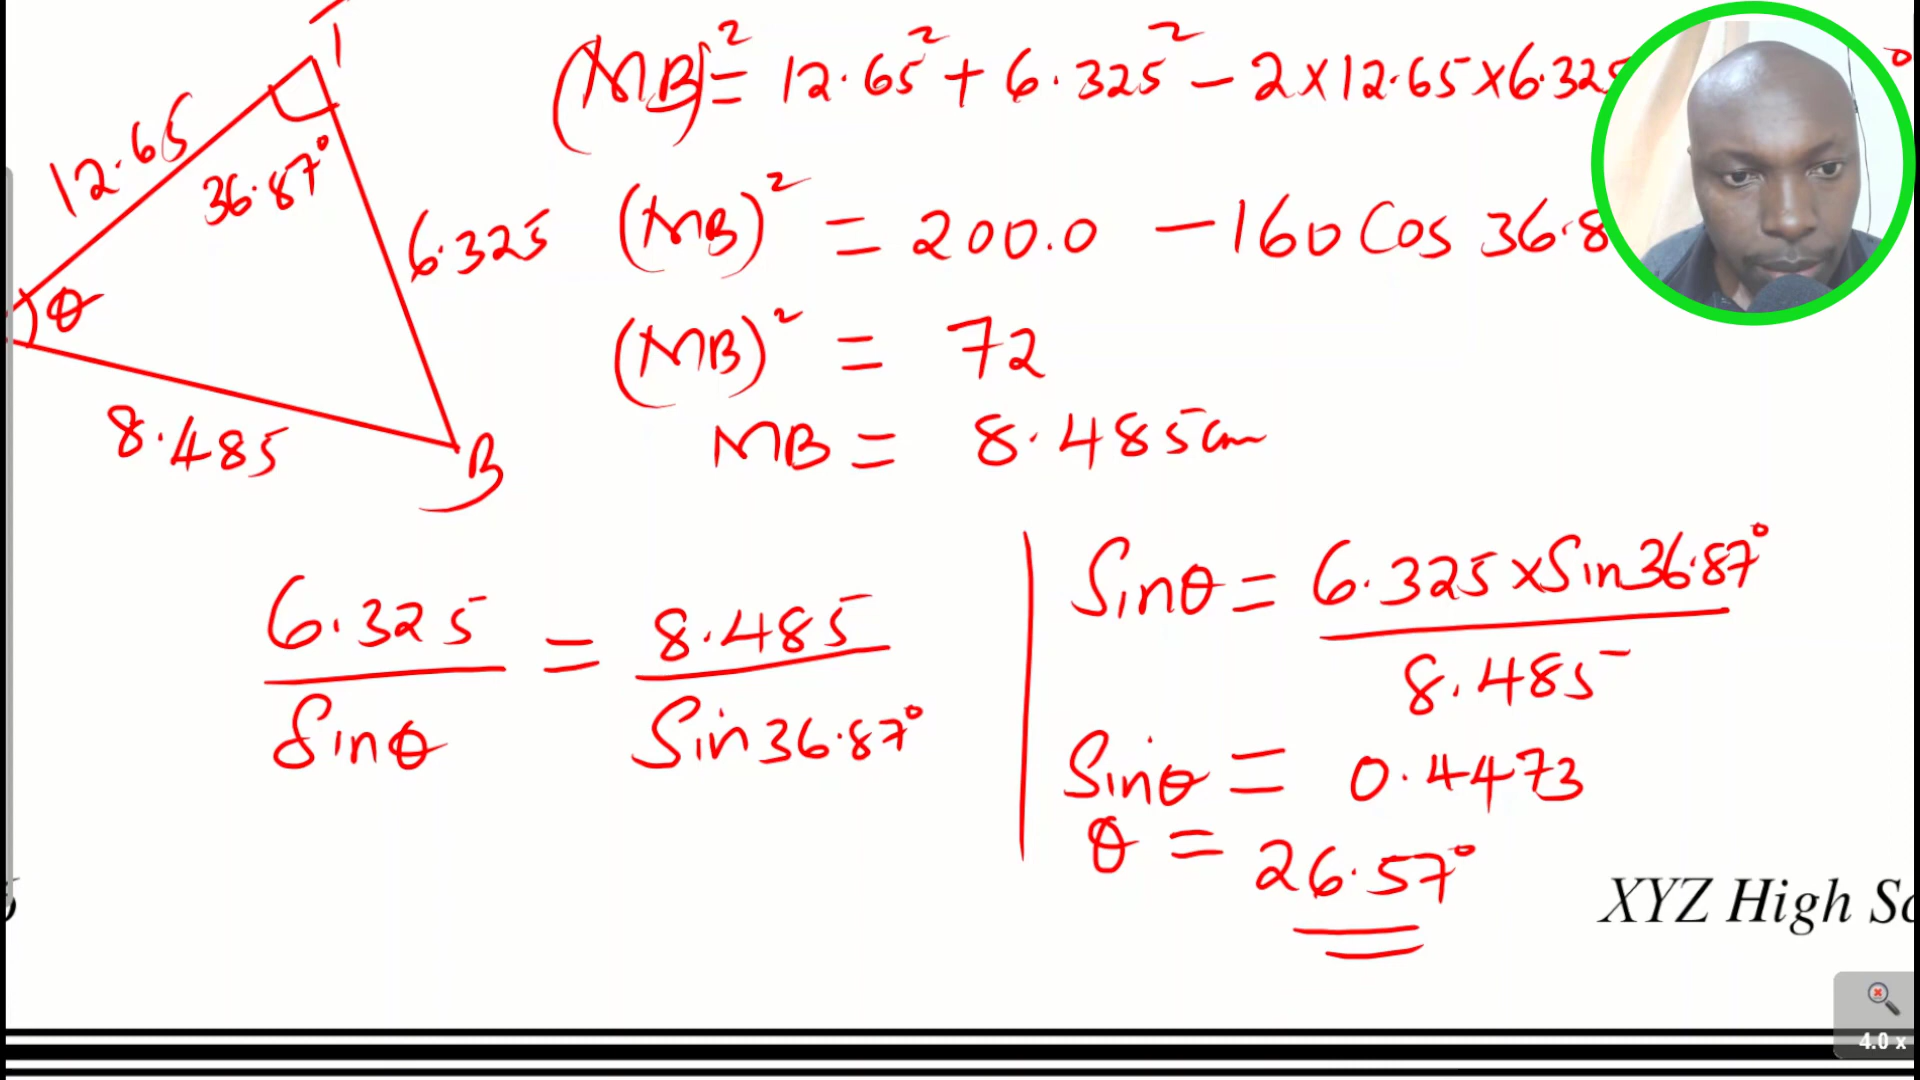 T
(MB)² = 12.65² + 6.325² − 2×12.65×6.325 °
12.65
36.87°
6.325
(MB)² = 200.0 − 160 Cos 36.8
θ
(MB)² = 72
8.485
B
MB = 8.485cm
6.325 / Sinθ = 8.485 / Sin36.87°
Sinθ = 6.325 × Sin36.87° / 8.485
Sinθ = 0.4473
θ = 26.57°
XYZ High Sc
4.0 x